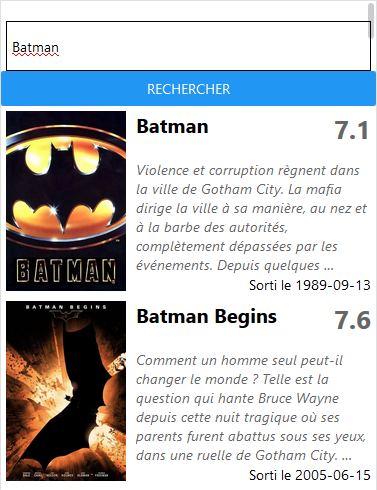 Batman
RECHERCHER
Batman
7.1
Violence et corruption règnent dans
la ville de Gotham City. La mafia
dirige la ville à sa manière, au nez et
à la barbe des autorités,
complètement dépassées par les
événements. Depuis quelques ...
Sorti le 1989-09-13
BATMAN
BATMAN BEGINS
Batman Begins
7.6
Comment un homme seul peut-il
changer le monde ? Telle est la
question qui hante Bruce Wayne
depuis cette nuit tragique où ses
parents furent abattus sous ses yeux,
dans une ruelle de Gotham City. ...
Sorti le 2005-06-15